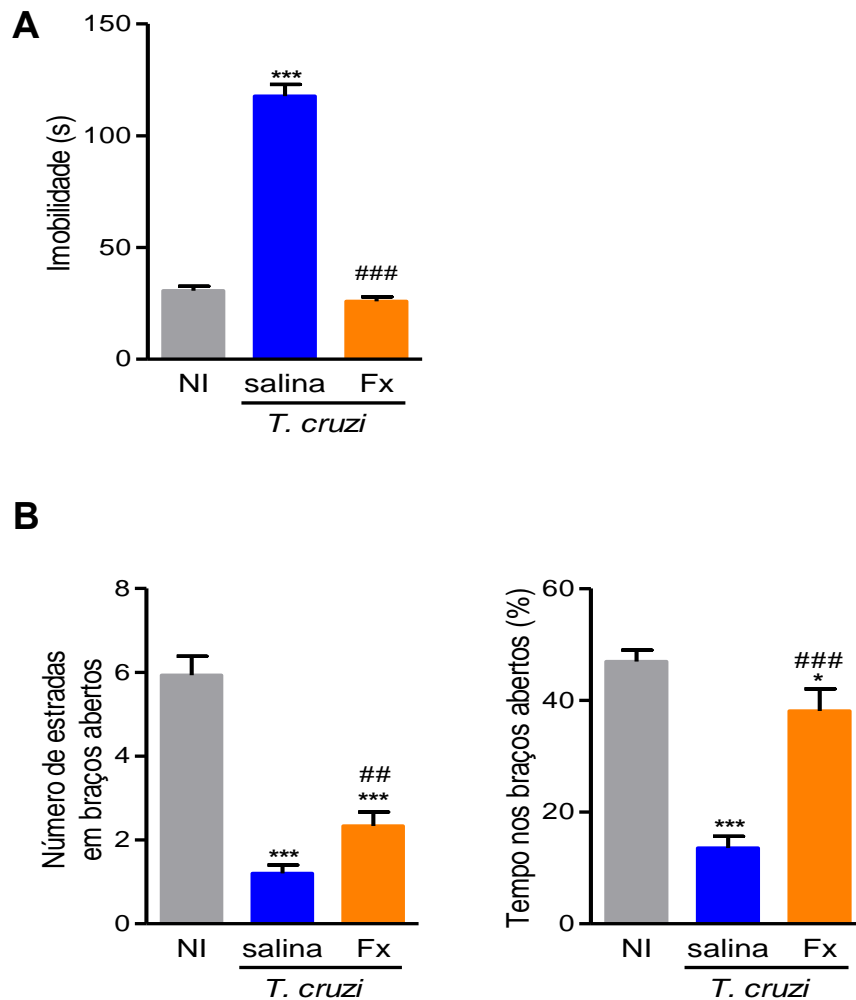 A
Imobilidade (s)
150
100
50
0
***
###
NI salina Fx
T. cruzi
B
Número de estradas
em braços abertos
8
6
4
2
0
***
##
***
NI salina Fx
T. cruzi
Tempo nos braços abertos (%)
60
40
20
0
***
###
*
NI salina Fx
T. cruzi